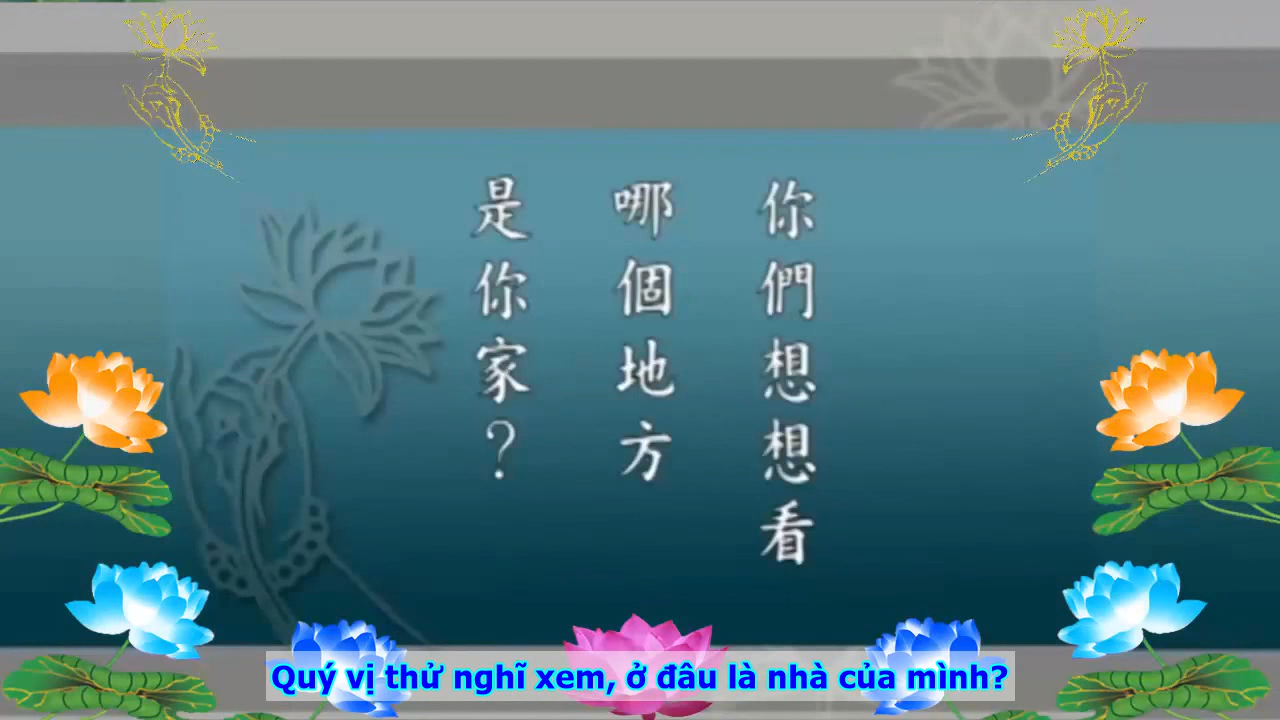 你們想想看
哪個地方
是你家？
Quý vị thử nghĩ xem, ở đâu là nhà của mình?